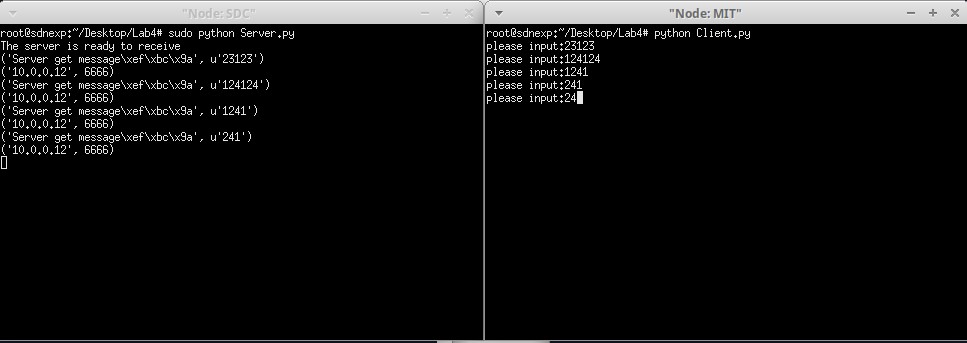 "Node: SDC"
root@sdnexp:~/Desktop/Lab4# sudo python Server.py
The server is ready to receive
('Server get message\xef\xbc\x9a', u'23123')
('10.0.0.12', 6666)
('Server get message\xef\xbc\x9a', u'124124')
('10.0.0.12', 6666)
('Server get message\xef\xbc\x9a', u'1241')
('10.0.0.12', 6666)
('Server get message\xef\xbc\x9a', u'241')
('10.0.0.12', 6666)
"Node: MIT"
root@sdnexp:~/Desktop/Lab4# python Client.py
please input:23123
please input:124124
please input:1241
please input:241
please input:24